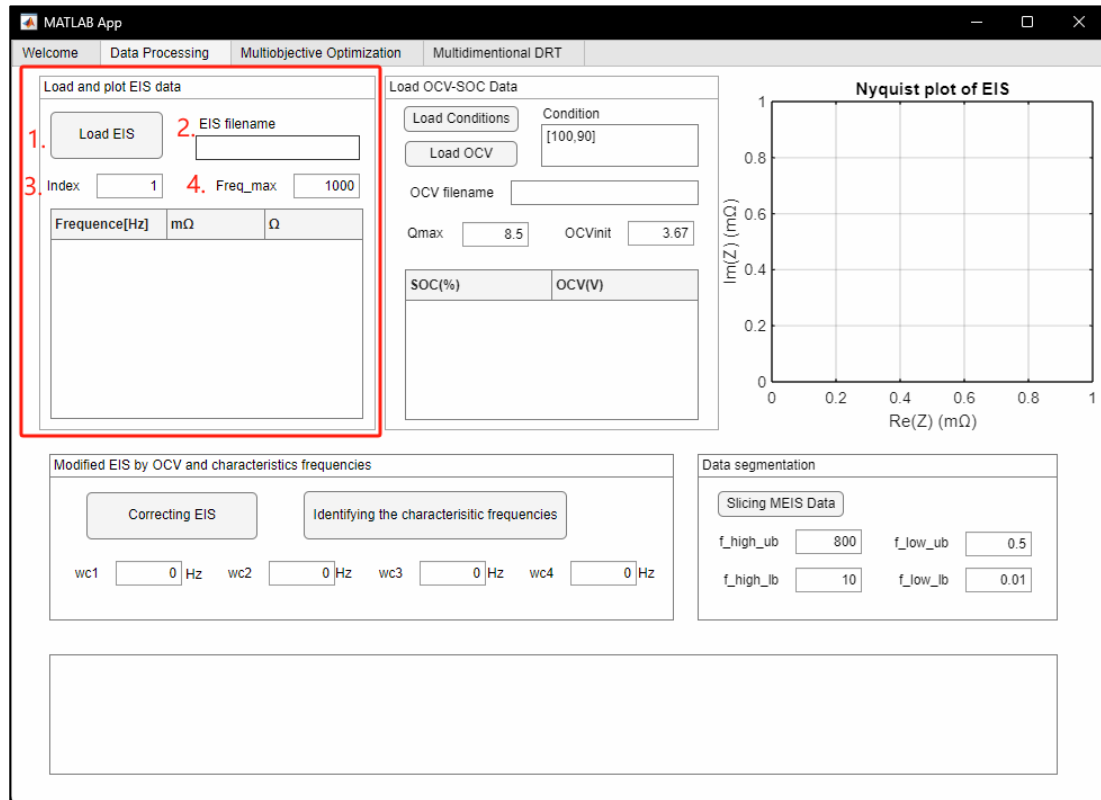 MATLAB App
Welcome Data Processing Multiobjective Optimization Multidimentional DRT
Load and plot EIS data
1. Load EIS
2. EIS filename
3. Index 1
4. Freq_max 1000
Frequence[Hz] mΩ Ω
Load OCV-SOC Data
Load Conditions
Condition
[100,90]
Load OCV
OCV filename
Qmax 8.5 OCVinit 3.67
SOC(%) OCV(V)
Nyquist plot of EIS
1
0.8
0.6
0.4
0.2
0
Im(Z) (mΩ)
0 0.2 0.4 0.6 0.8 1
Re(Z) (mΩ)
Modified EIS by OCV and characteristics frequencies
Correcting EIS
Identifying the characterisitic frequencies
wc1 0 Hz wc2 0 Hz wc3 0 Hz wc4 0 Hz
Data segmentation
Slicing MEIS Data
f_high_ub 800 f_low_ub 0.5
f_high_lb 10 f_low_lb 0.01